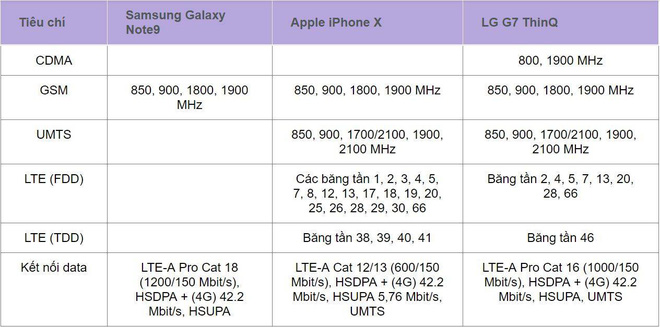 Tiêu chí
Samsung Galaxy
Note9
Apple iPhone X
LG G7 ThinQ
CDMA
800, 1900 MHz
GSM
850, 900, 1800, 1900
MHz
850, 900, 1800, 1900 MHz
850, 900, 1800, 1900 MHz
UMTS
850, 900, 1700/2100, 1900,
2100 MHz
850, 900, 1700/2100, 1900,
2100 MHz
LTE (FDD)
Các băng tần 1, 2, 3, 4, 5,
7, 8, 12, 13, 17, 18, 19, 20,
25, 26, 28, 29, 30, 66
Băng tần 2, 4, 5, 7, 13, 20,
28, 66
LTE (TDD)
Băng tần 38, 39, 40, 41
Băng tần 46
Kết nối data
LTE-A Pro Cat 18
(1200/150 Mbit/s),
HSDPA + (4G) 42.2
Mbit/s, HSUPA
LTE-A Cat 12/13 (600/150
Mbit/s), HSDPA + (4G) 42.2
Mbit/s, HSUPA 5,76 Mbit/s,
UMTS
LTE-A Pro Cat 16 (1000/150
Mbit/s), HSDPA + (4G) 42.2
Mbit/s, HSUPA, UMTS